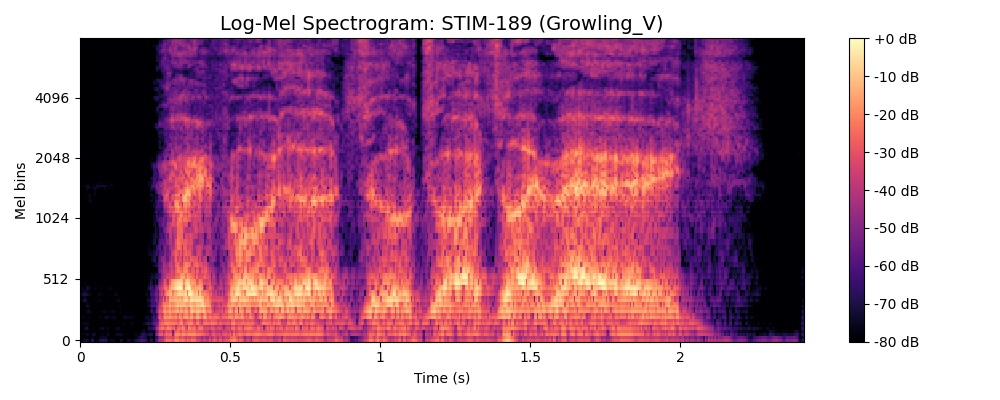 Log-Mel Spectrogram: STIM-189 (Growling_V)
Mel bins
4096
2048
1024
512
0
0
0.5
1
1.5
2
Time (s)
+0 dB
-10 dB
-20 dB
-30 dB
-40 dB
-50 dB
-60 dB
-70 dB
-80 dB